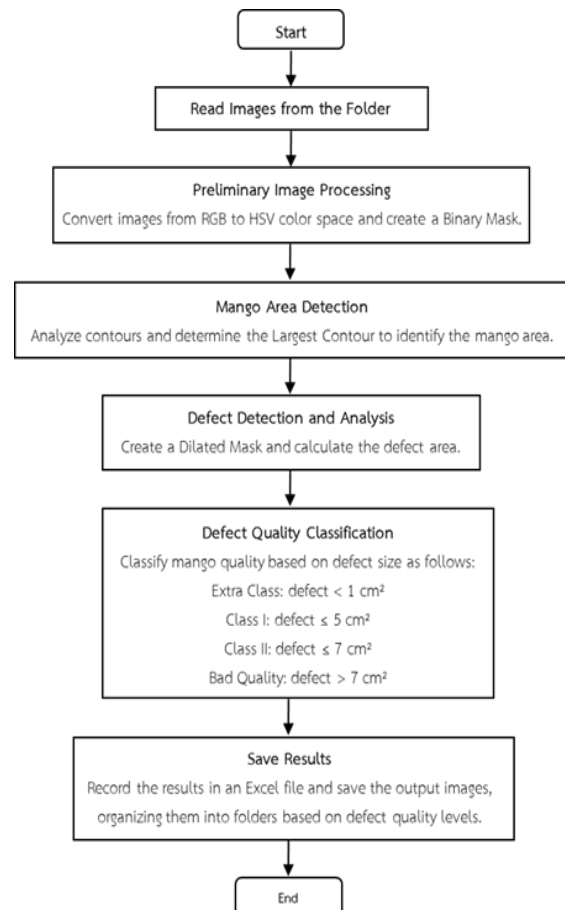 Start
Read Images from the Folder
Preliminary Image Processing
Convert images from RGB to HSV color space and create a Binary Mask.
Mango Area Detection
Analyze contours and determine the Largest Contour to identify the mango area.
Defect Detection and Analysis
Create a Dilated Mask and calculate the defect area.
Defect Quality Classification
Classify mango quality based on defect size as follows:
Extra Class: defect < 1 cm²
Class I: defect ≤ 5 cm²
Class II: defect ≤ 7 cm²
Bad Quality: defect > 7 cm²
Save Results
Record the results in an Excel file and save the output images,
organizing them into folders based on defect quality levels.
End